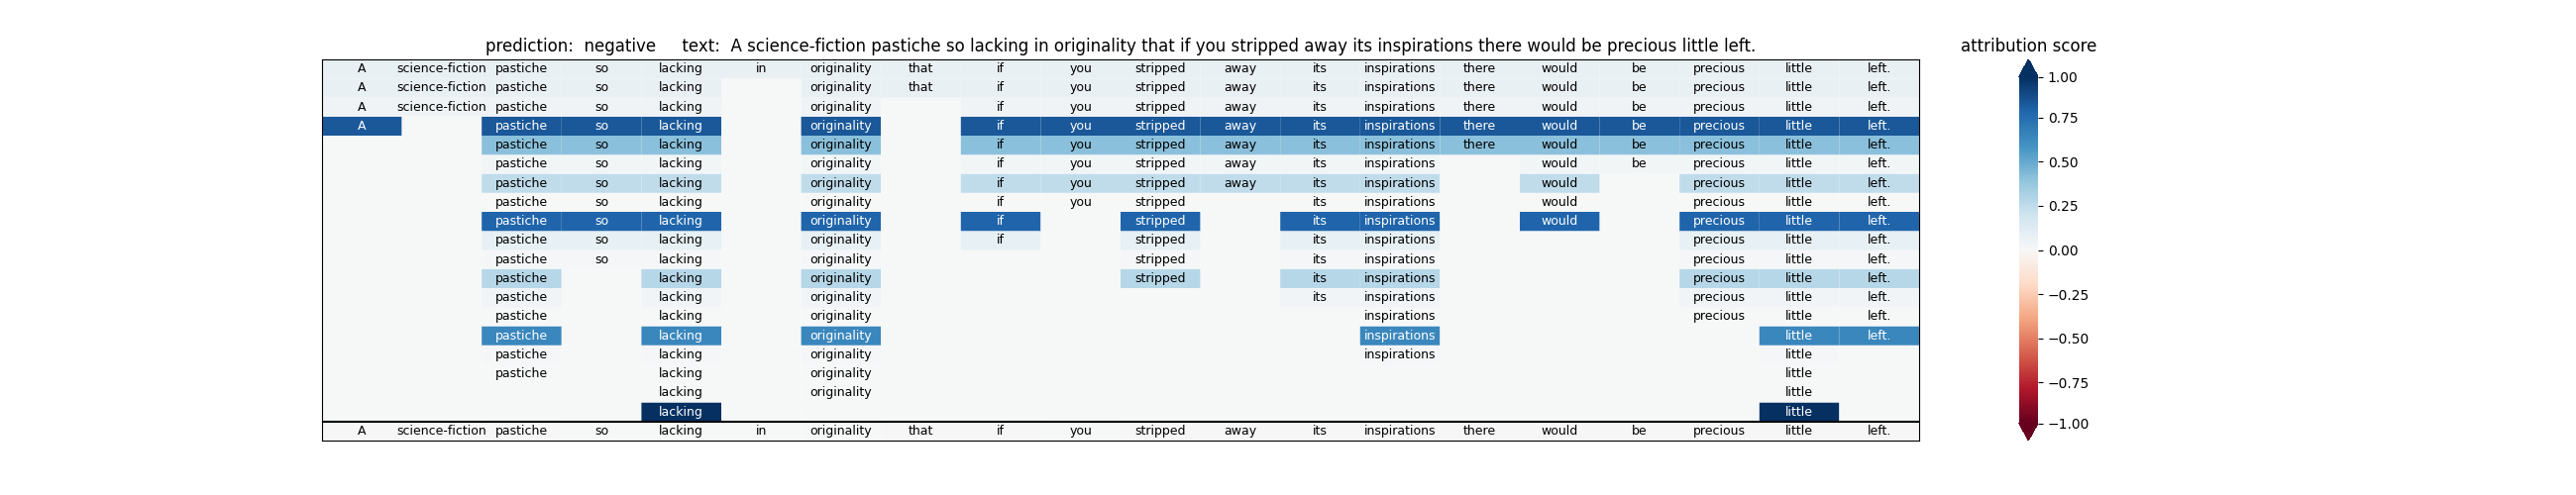 prediction: negative text: A science-fiction pastiche so lacking in originality that if you stripped away its inspirations there would be precious little left.
attribution score
A science-fiction pastiche so lacking in originality that if you stripped away its inspirations there would be precious little left.
A science-fiction pastiche so lacking originality that if you stripped away its inspirations there would be precious little left.
A science-fiction pastiche so lacking originality if you stripped away its inspirations there would be precious little left.
A pastiche so lacking originality if you stripped away its inspirations there would be precious little left.
pastiche so lacking originality if you stripped away its inspirations there would be precious little left.
pastiche so lacking originality if you stripped away its inspirations would be precious little left.
pastiche so lacking originality if you stripped away its inspirations would precious little left.
pastiche so lacking originality if you stripped its inspirations would precious little left.
pastiche so lacking originality if stripped its inspirations would precious little left.
pastiche so lacking originality if stripped its inspirations precious little left.
pastiche so lacking originality stripped its inspirations precious little left.
pastiche lacking originality stripped its inspirations precious little left.
pastiche lacking originality its inspirations precious little left.
pastiche lacking originality inspirations precious little left.
pastiche lacking originality inspirations little left.
pastiche lacking originality inspirations little
pastiche lacking originality little
lacking originality little
lacking little
A science-fiction pastiche so lacking in originality that if you stripped away its inspirations there would be precious little left.
1.00
0.75
0.50
0.25
0.00
−0.25
−0.50
−0.75
−1.00